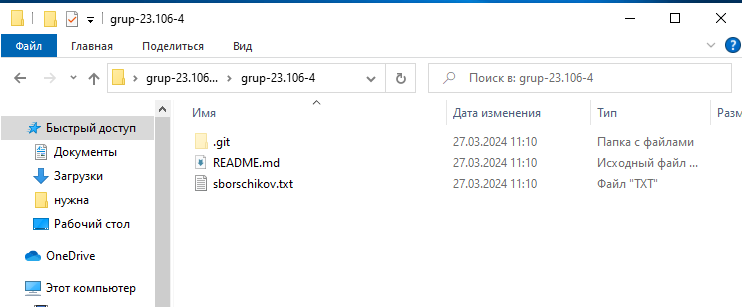 grup-23.106-4
Файл Главная Поделиться Вид
grup-23.106... grup-23.106-4
Поиск в: grup-23.106-4
Имя Дата изменения Тип Разм
Быстрый доступ
Документы
Загрузки
нужна
Рабочий стол
OneDrive
Этот компьютер
.git 27.03.2024 11:10 Папка с файлами
README.md 27.03.2024 11:10 Исходный файл ...
sborschikov.txt 27.03.2024 11:10 Файл "TXT"